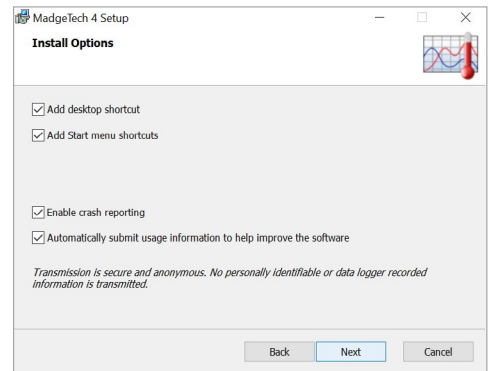 MadgeTech 4 Setup
Install Options
Add desktop shortcut
Add Start menu shortcuts
Enable crash reporting
Automatically submit usage information to help improve the software
Transmission is secure and anonymous. No personally identifiable or data logger recorded
information is transmitted.
Back Next Cancel